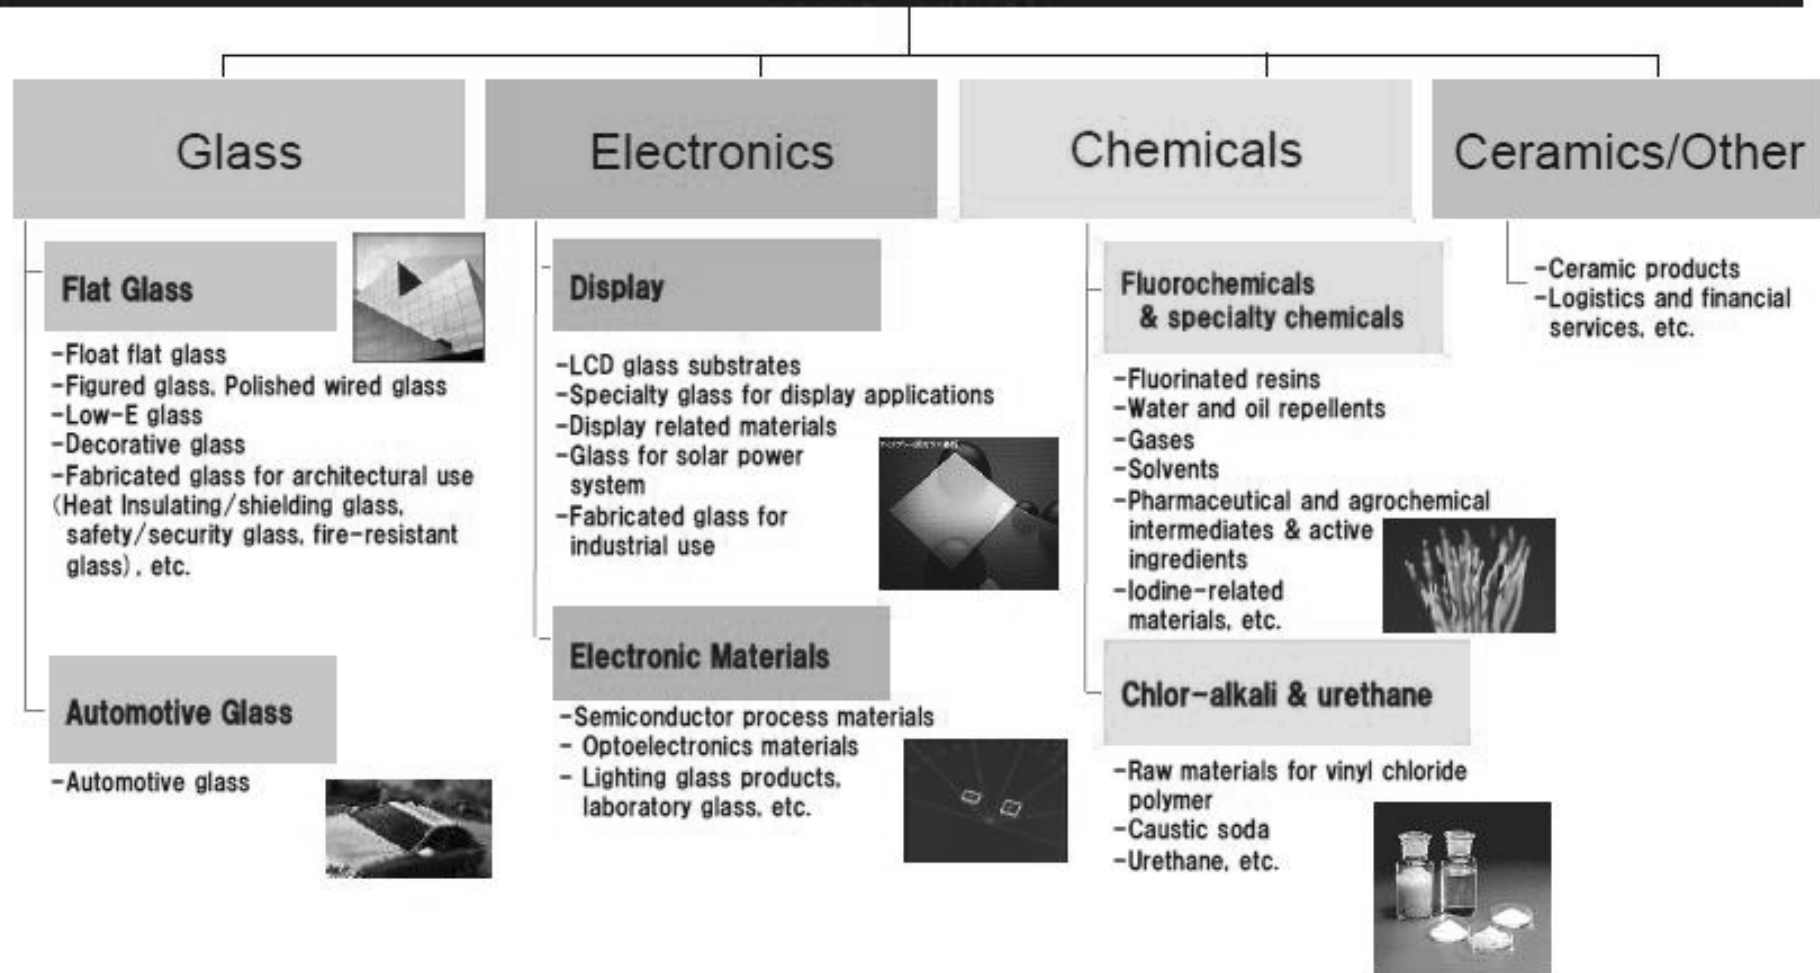 Glass
Flat Glass
-Float flat glass
-Figured glass, Polished wired glass
-Low-E glass
-Decorative glass
-Fabricated glass for architectural use
(Heat Insulating/shielding glass,
safety/security glass, fire-resistant
glass), etc.
Automotive Glass
-Automotive glass
Electronics
Display
-LCD glass substrates
-Specialty glass for display applications
-Display related materials
-Glass for solar power
system
-Fabricated glass for
industrial use
Electronic Materials
-Semiconductor process materials
- Optoelectronics materials
- Lighting glass products,
laboratory glass, etc.
Chemicals
Fluorochemicals
& specialty chemicals
-Fluorinated resins
-Water and oil repellents
-Gases
-Solvents
-Pharmaceutical and agrochemical
intermediates & active
ingredients
-Iodine-related
materials, etc.
Chlor-alkali & urethane
-Raw materials for vinyl chloride
polymer
-Caustic soda
-Urethane, etc.
Ceramics/Other
-Ceramic products
-Logistics and financial
services, etc.